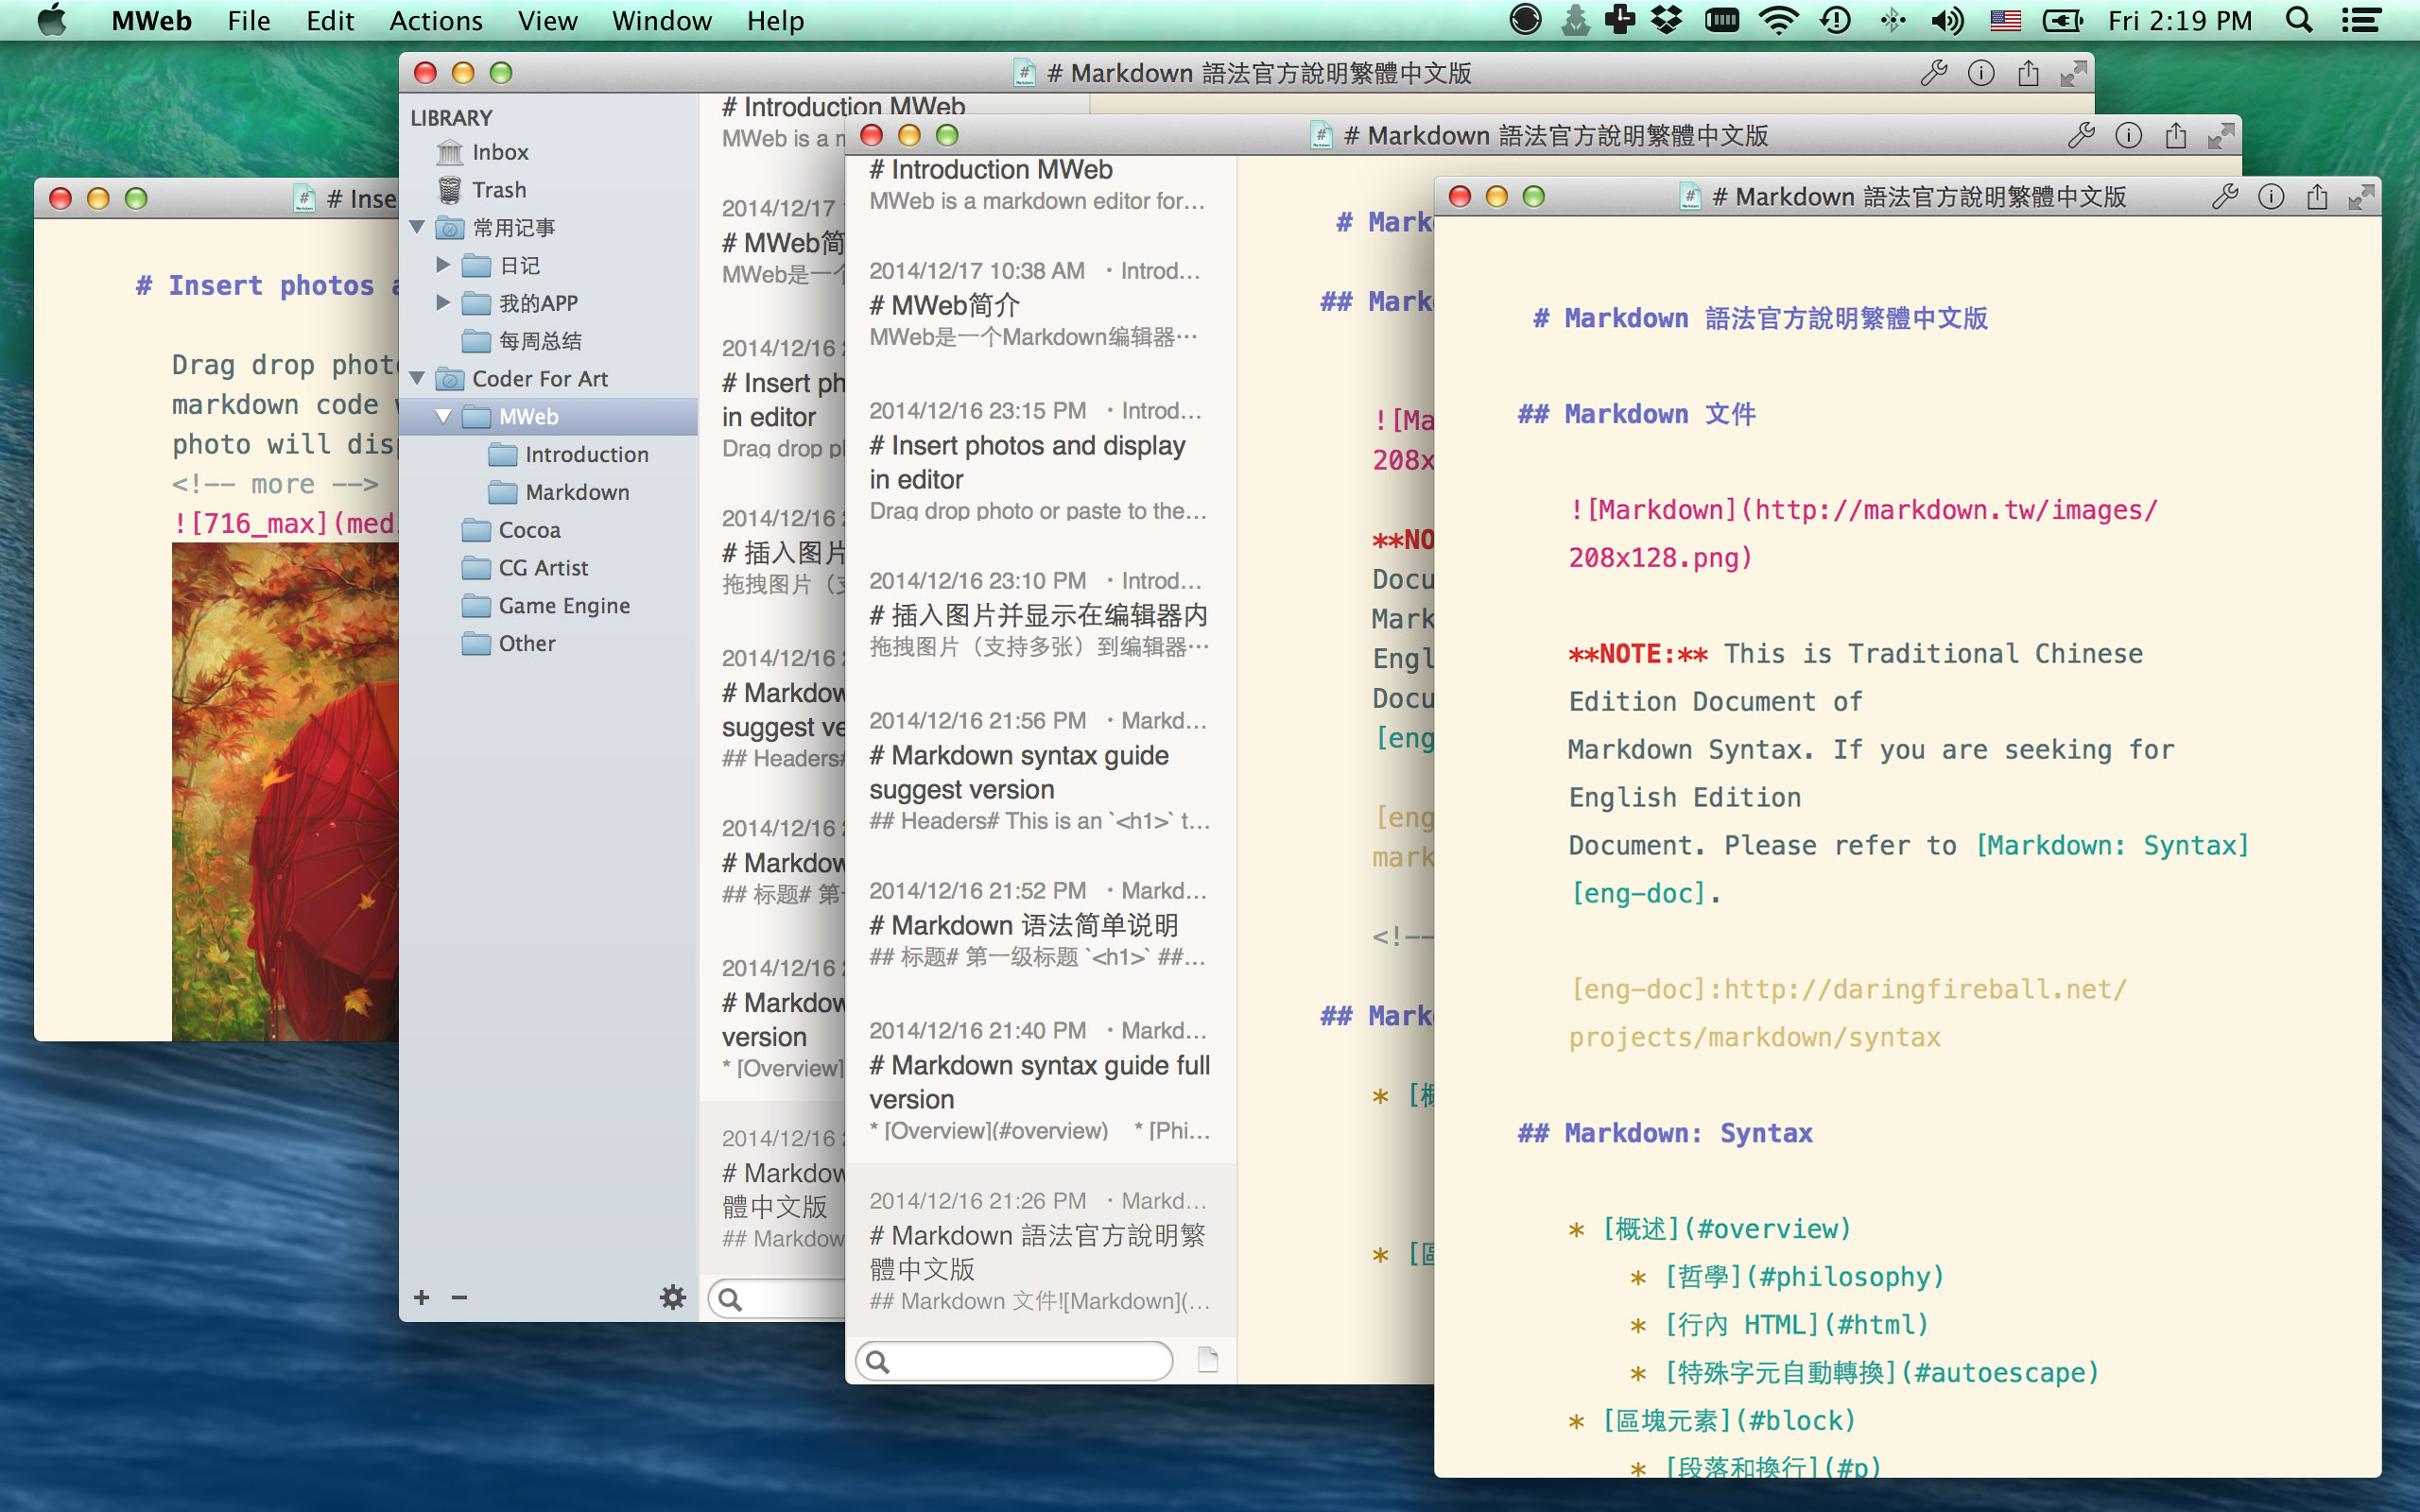 MWeb File Edit Actions View Window Help Fri 2:19 PM
# Inse
# Insert photos a
Drag drop phot
markdown code
photo will dis
<!-- more -->
![716_max](med
# Markdown 語法官方說明繁體中文版
LIBRARY
Inbox
Trash
常用记事
日记
我的APP
每周总结
Coder For Art
MWeb
Introduction
Markdown
Cocoa
CG Artist
Game Engine
Other
# Introduction MWeb
MWeb is a n
2014/12/17
# MWeb简
MWeb是一个
2014/12/16 2
# Insert ph
in editor
Drag drop pl
2014/12/16 2
# 插入图片
拖拽图片（支
2014/12/16 2
# Markdow
suggest ve
## Headers#
2014/12/16 2
# Markdow
## 标题# 第一
2014/12/16 2
# Markdow
version
* [Overview]
2014/12/16 2
# Markdow
體中文版
## Markdow
# Markdown 語法官方說明繁體中文版
# Introduction MWeb
MWeb is a markdown editor for…
2014/12/17 10:38 AM ・Introd…
# MWeb简介
MWeb是一个Markdown编辑器…
2014/12/16 23:15 PM ・Introd…
# Insert photos and display
in editor
Drag drop photo or paste to the…
2014/12/16 23:10 PM ・Introd…
# 插入图片并显示在编辑器内
拖拽图片（支持多张）到编辑器…
2014/12/16 21:56 PM ・Markd…
# Markdown syntax guide
suggest version
## Headers# This is an `<h1>` t…
2014/12/16 21:52 PM ・Markd…
# Markdown 语法简单说明
## 标题# 第一级标题 `<h1>` ##…
2014/12/16 21:40 PM ・Markd…
# Markdown syntax guide full
version
* [Overview](#overview) * [Phi…
2014/12/16 21:26 PM ・Markd…
# Markdown 語法官方說明繁
體中文版
## Markdown 文件![Markdown](…
# Mark
## Mark
![Ma
208x
**NO
Docu
Mark
Engl
Docu
[eng
[eng
mark
<!--
## Mark
* [概
* [區
# Markdown 語法官方說明繁體中文版
# Markdown 語法官方說明繁體中文版
## Markdown 文件
![Markdown](http://markdown.tw/images/
208x128.png)
**NOTE:** This is Traditional Chinese
Edition Document of
Markdown Syntax. If you are seeking for
English Edition
Document. Please refer to [Markdown: Syntax]
[eng-doc].
[eng-doc]:http://daringfireball.net/
projects/markdown/syntax
## Markdown: Syntax
* [概述](#overview)
* [哲學](#philosophy)
* [行內 HTML](#html)
* [特殊字元自動轉換](#autoescape)
* [區塊元素](#block)
* [段落和換行](#p)